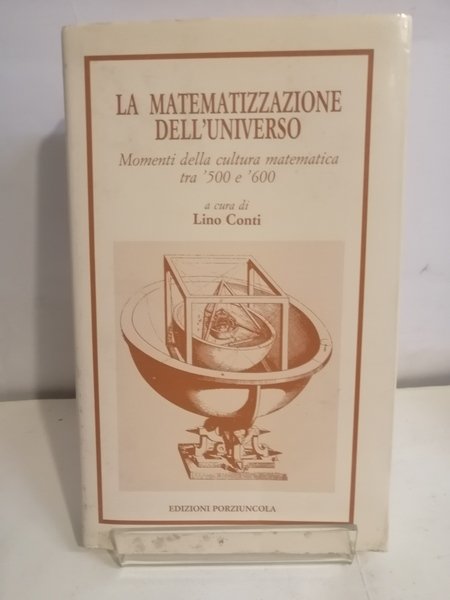 LA MATEMATIZZAZIONE
DELL'UNIVERSO
Momenti della cultura matematica
tra '500 e '600
a cura di
Lino Conti
EDIZIONI PORZIUNCOLA